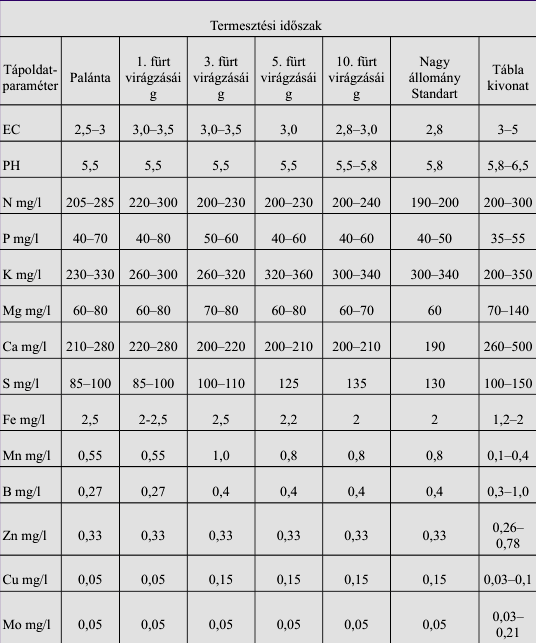 Termesztési időszak
Tápoldat-paraméter Palánta 1. fürt virágzásáig 3. fürt virágzásáig 5. fürt virágzásáig 10. fürt virágzásáig Nagy állomány Standart Tábla kivonat
EC 2,5–3 3,0–3,5 3,0–3,5 3,0 2,8–3,0 2,8 3–5
PH 5,5 5,5 5,5 5,5 5,5–5,8 5,8 5,8–6,5
N mg/l 205–285 220–300 200–230 200–230 200–240 190–200 200–300
P mg/l 40–70 40–80 50–60 40–60 40–60 40–50 35–55
K mg/l 230–330 260–300 260–320 320–360 300–340 300–340 200–350
Mg mg/l 60–80 60–80 70–80 60–80 60–70 60 70–140
Ca mg/l 210–280 220–280 200–220 200–210 200–210 190 260–500
S mg/l 85–100 85–100 100–110 125 135 130 100–150
Fe mg/l 2,5 2-2,5 2,5 2,2 2 2 1,2–2
Mn mg/l 0,55 0,55 1,0 0,8 0,8 0,8 0,1–0,4
B mg/l 0,27 0,27 0,4 0,4 0,4 0,4 0,3–1,0
Zn mg/l 0,33 0,33 0,33 0,33 0,33 0,33 0,26–0,78
Cu mg/l 0,05 0,05 0,15 0,15 0,15 0,15 0,03–0,1
Mo mg/l 0,05 0,05 0,05 0,05 0,05 0,05 0,03–0,21